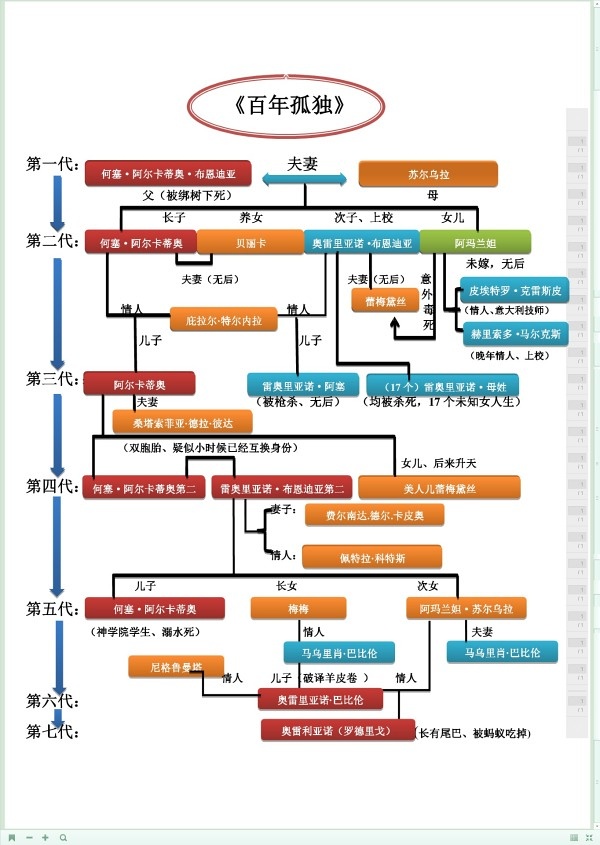 《百年孤独》
第一代: 何塞·阿尔卡蒂奥·布恩迪亚 夫妻 苏尔乌拉
父（被绑树下死） 母
长子 养女 次子、上校 女儿
第二代: 何塞·阿尔卡蒂奥 贝丽卡 奥雷里亚诺·布恩迪亚 阿玛兰妲
未嫁，无后
夫妻（无后） 夫妻（无后） 意外毒死
蕾梅黛丝 皮埃特罗·克雷斯皮
（情人、意大利技师）
情人 庇拉尔·特尔内拉 情人
赫里索多·马尔克斯
儿子 儿子
（晚年情人、上校）
第三代: 阿尔卡蒂奥 雷奥里亚诺·阿塞 （17 个）雷奥里亚诺·母姓
夫妻 （被枪杀、无后） （均被杀死，17 个未知女人生）
桑塔索菲亚·德拉·彼达
（双胞胎、疑似小时候已经互换身份）
女儿、后来升天
第四代: 何塞·阿尔卡蒂奥第二 雷奥里亚诺·布恩迪亚第二 美人儿蕾梅黛丝
妻子: 费尔南达.德尔.卡皮奥
情人: 佩特拉·科特斯
儿子 长女 次女
第五代: 何塞·阿尔卡蒂奥 梅梅 阿玛兰妲·苏尔乌拉
（神学院学生、溺水死） 情人 夫妻
马乌里肖·巴比伦 马乌里肖·巴比伦
尼格鲁曼塔
情人 儿子（破译羊皮卷 ） 情人
第六代: 奥雷里亚诺·巴比伦
第七代: 奥雷利亚诺（罗德里戈） （长有尾巴、被蚂蚁吃掉)